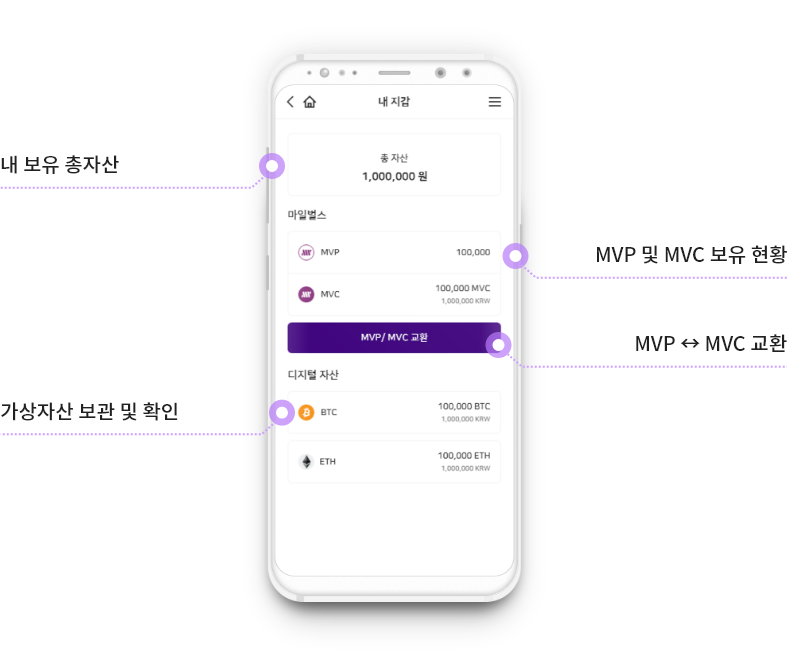 내 지갑
내 보유 총자산
총 자산
1,000,000 원
마일벌스
MVP 100,000
MVP 및 MVC 보유 현황
MVC 100,000 MVC
1,000,000 KRW
MVP/ MVC 교환
MVP ↔ MVC 교환
디지털 자산
가상자산 보관 및 확인
BTC 100,000 BTC
1,000,000 KRW
ETH 100,000 ETH
1,000,000 KRW